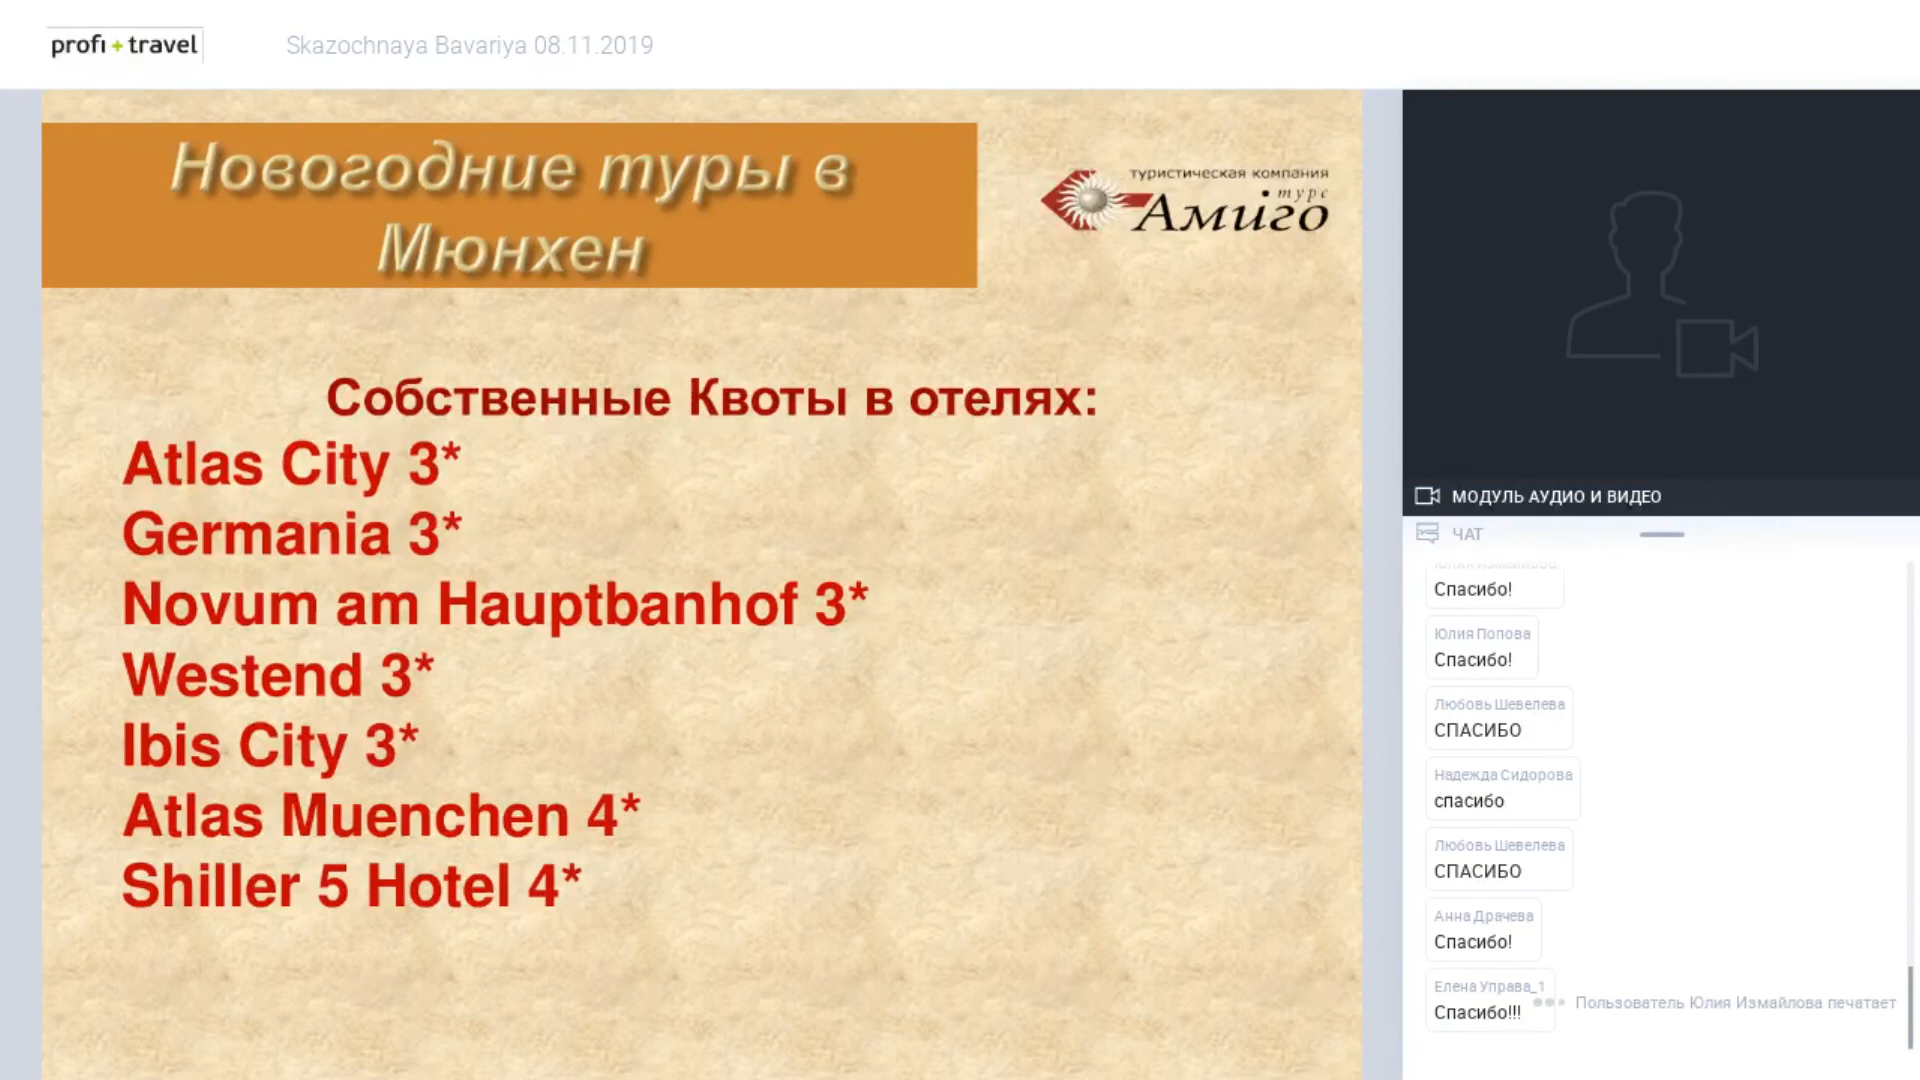 profi + travel
Skazochnaya Bavariya 08.11.2019
Новогодние туры в
Мюнхен
туристическая компания
• турс
Амиго
Собственные Квоты в отелях:
Atlas City 3*
Germania 3*
Novum am Hauptbanhof 3*
Westend 3*
Ibis City 3*
Atlas Muenchen 4*
Shiller 5 Hotel 4*
МОДУЛЬ АУДИО И ВИДЕО
ЧАТ
Спасибо!
Юлия Попова
Спасибо!
Любовь Шевелева
СПАСИБО
Надежда Сидорова
спасибо
Любовь Шевелева
СПАСИБО
Анна Драчева
Спасибо!
Елена Управа_1
Спасибо!!!
Пользователь Юлия Измайлова печатает